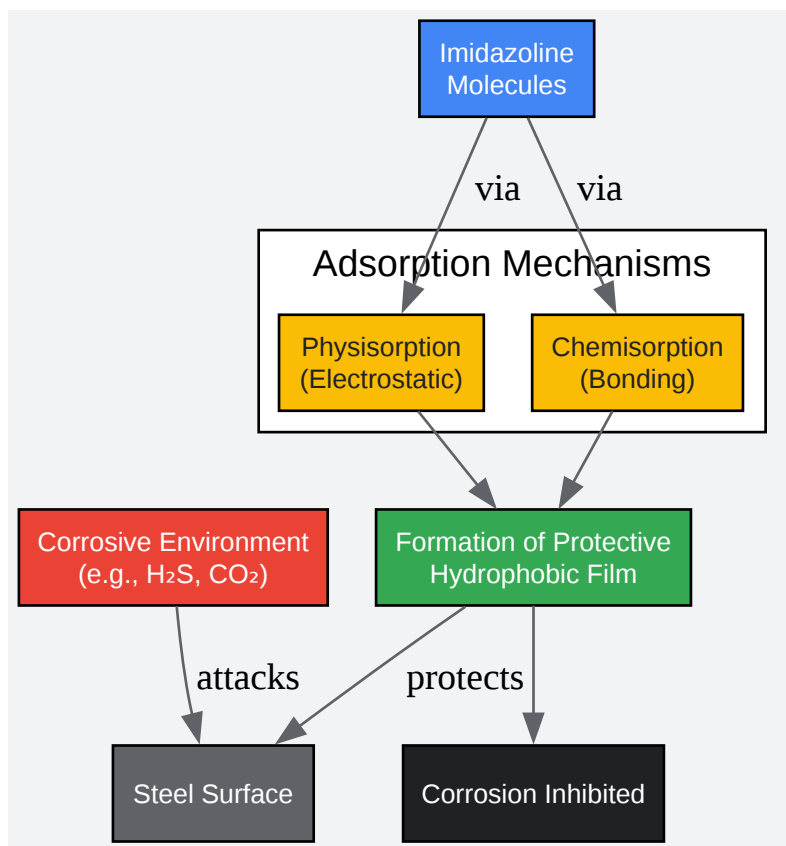 Imidazoline
Molecules
via
via
Adsorption Mechanisms
Physisorption
(Electrostatic)
Chemisorption
(Bonding)
Corrosive Environment
(e.g., H₂S, CO₂)
Formation of Protective
Hydrophobic Film
attacks
protects
Steel Surface
Corrosion Inhibited